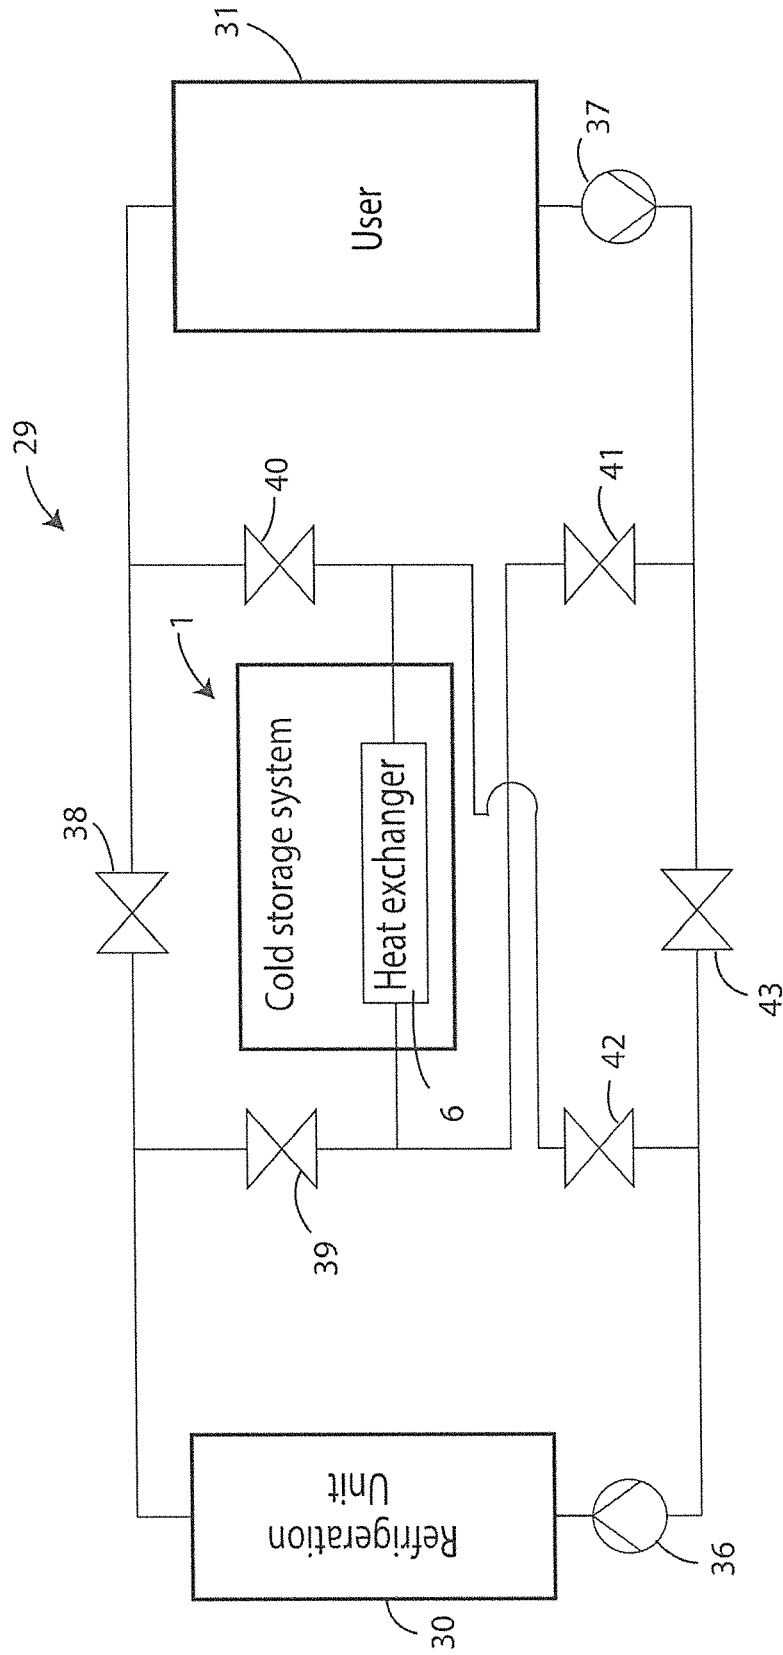 29
38
1
31
40
Cold storage system
39
User
Refrigeration
Unit
Heat exchanger
30
6
42
41
37
36
43